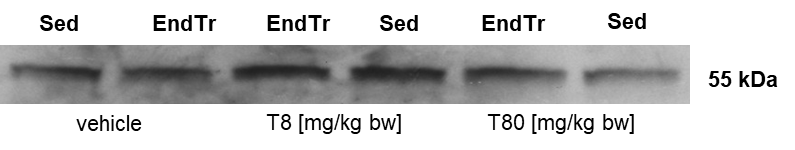 Sed EndTr EndTr Sed EndTr Sed
55 kDa
vehicle T8 [mg/kg bw] T80 [mg/kg bw]